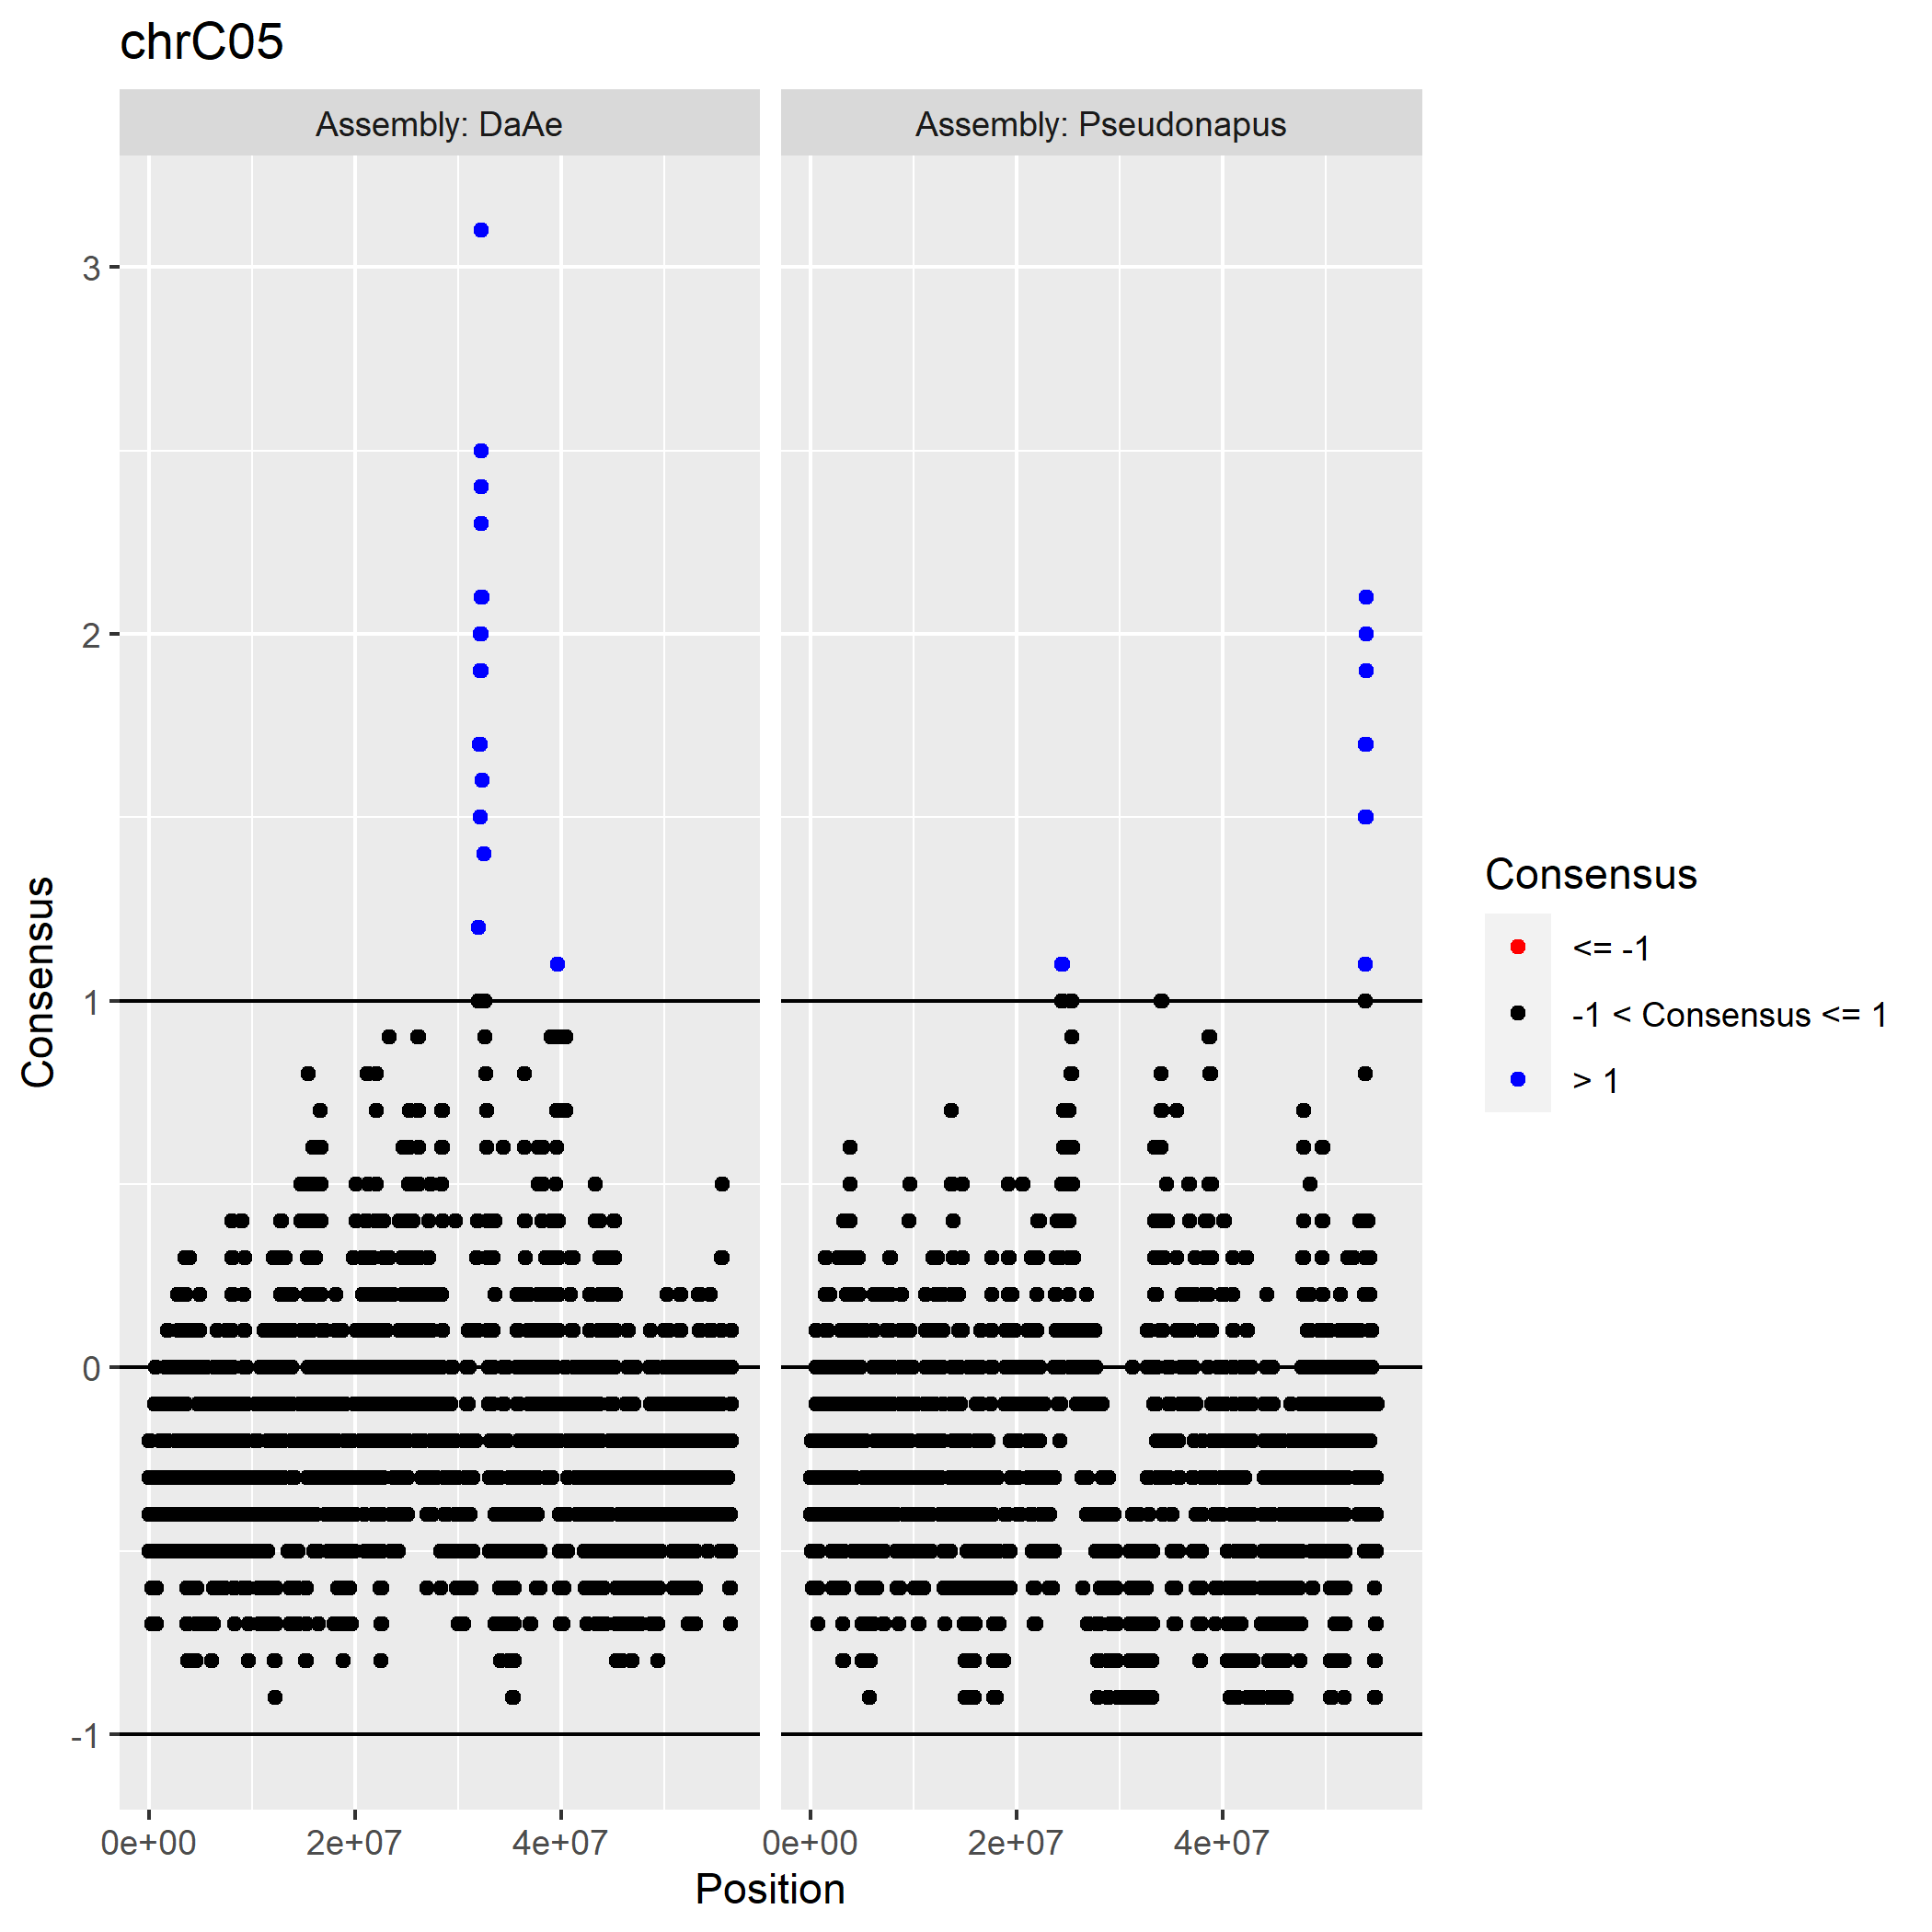 chrC05
Assembly: DaAe
Assembly: Pseudonapus
3
2
1
0
-1
Consensus
0e+00
2e+07
4e+07
0e+00
2e+07
4e+07
Position
Consensus
<= -1
-1 < Consensus <= 1
> 1